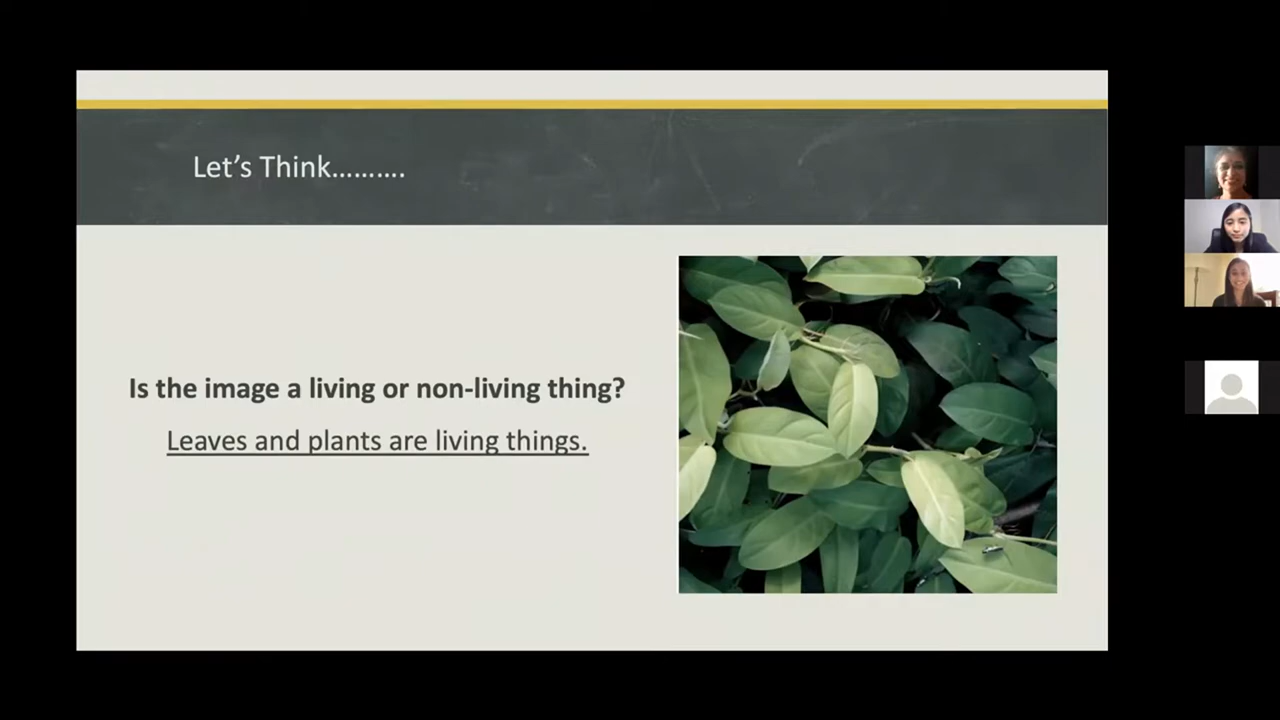 Let's Think……….
Is the image a living or non-living thing?
Leaves and plants are living things.